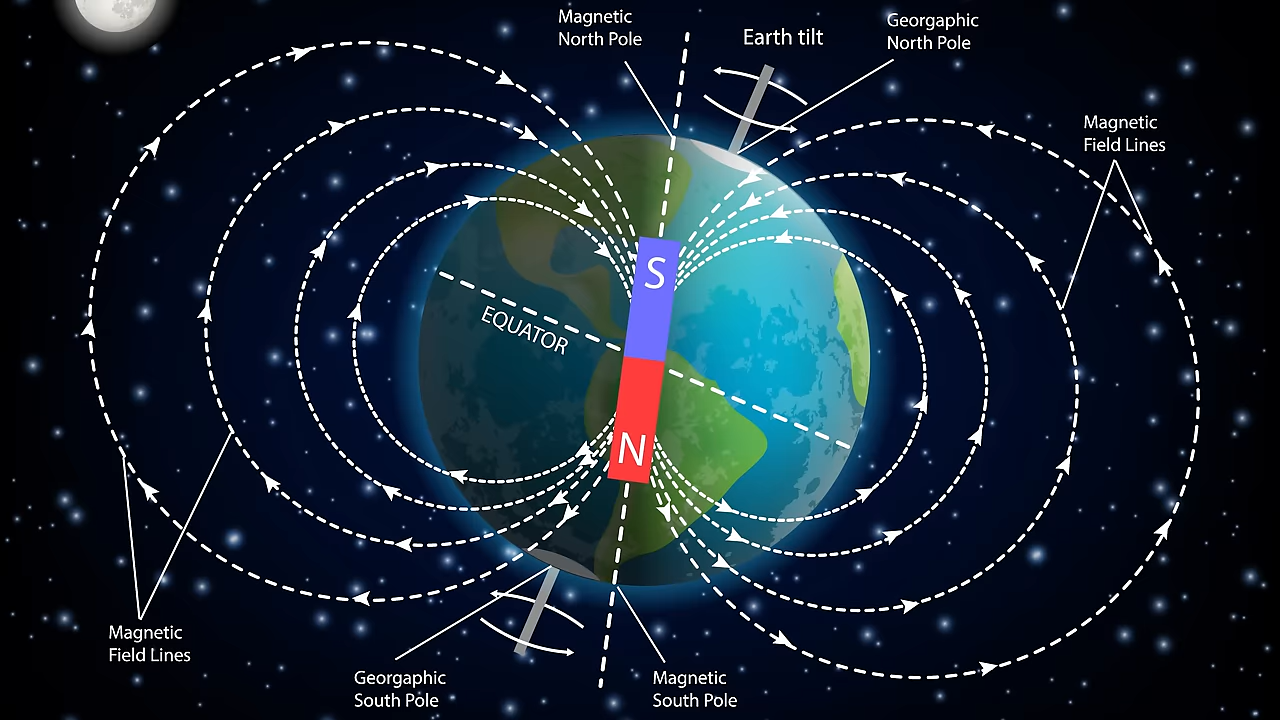 Magnetic
North Pole
Earth tilt
Georgaphic
North Pole
Magnetic
Field Lines
S
EQUATOR
N
Magnetic
Field Lines
Georgaphic
South Pole
Magnetic
South Pole